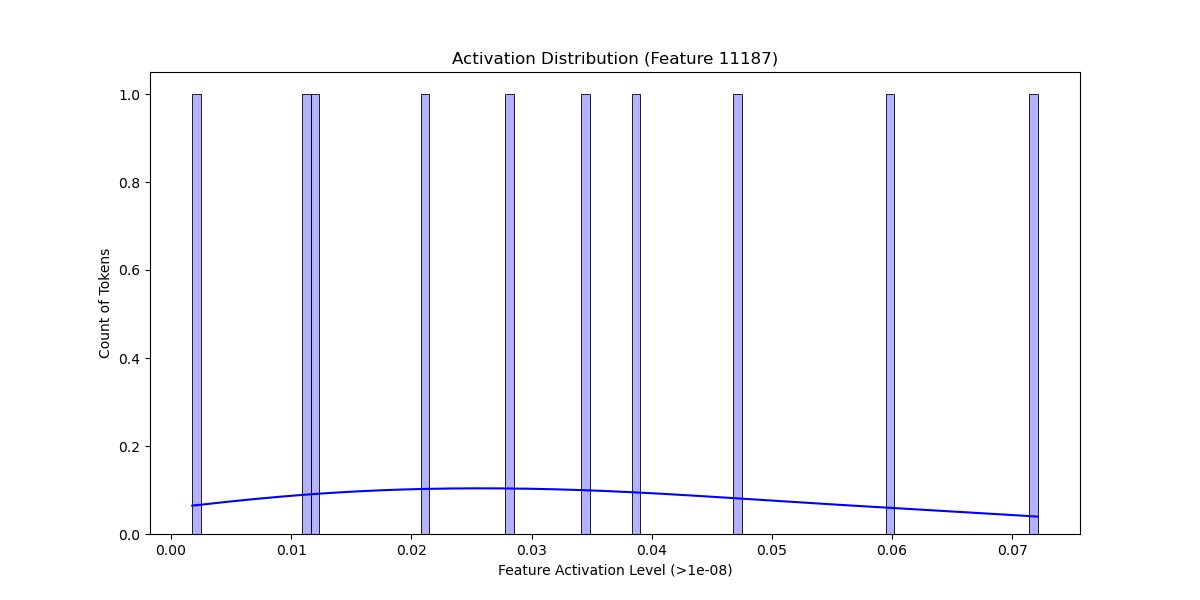 Activation Distribution (Feature 11187)
1.0
0.8
0.6
0.4
0.2
0.0
Count of Tokens
0.00 0.01 0.02 0.03 0.04 0.05 0.06 0.07
Feature Activation Level (>1e-08)